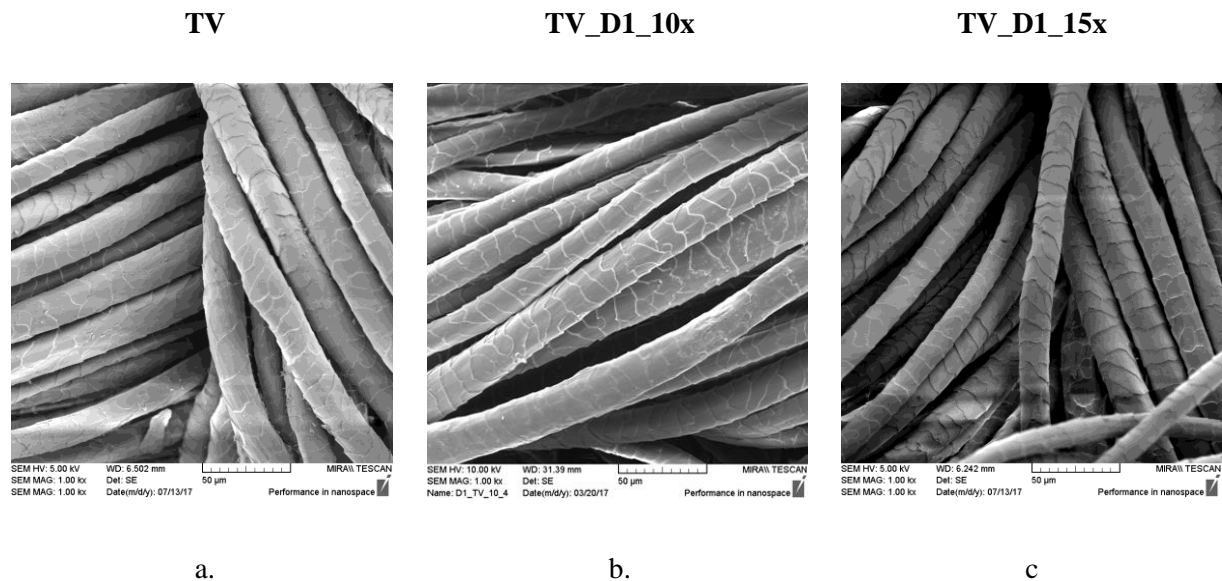 TV
TV_D1_10x
TV_D1_15x
SEM HV: 5.00 kV WD: 6.502 mm MIRA\\ TESCAN
SEM MAG: 1.00 kx Det: SE 50 µm
SEM MAG: 1.00 kx Date(m/d/y): 07/13/17 Performance in nanospace
SEM HV: 10.00 kV WD: 31.39 mm MIRA\\ TESCAN
SEM MAG: 1.00 kx Det: SE 50 µm
Name: D1_TV_10_4 Date(m/d/y): 03/20/17 Performance in nanospace
SEM HV: 5.00 kV WD: 6.242 mm MIRA\\ TESCAN
SEM MAG: 1.00 kx Det: SE 50 µm
SEM MAG: 1.00 kx Date(m/d/y): 07/13/17 Performance in nanospace
a.
b.
c